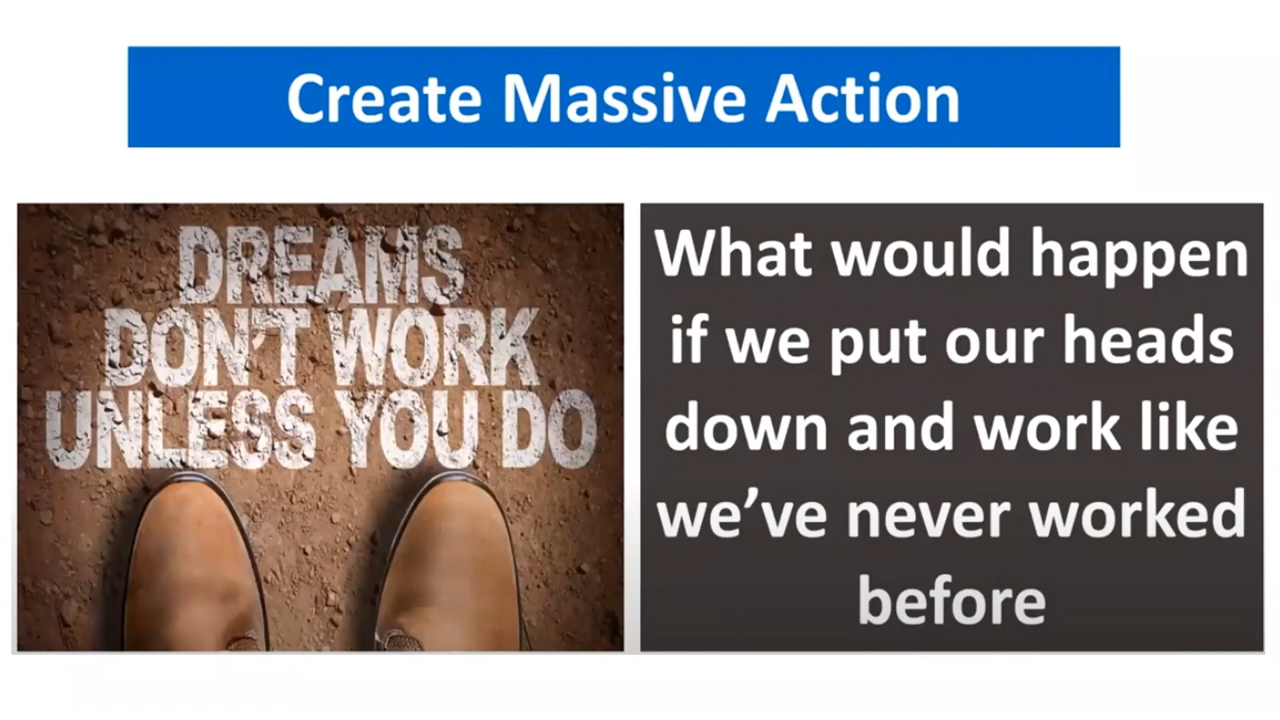 Create Massive Action
DREAMS
DON'T WORK
UNLESS YOU DO
What would happen
if we put our heads
down and work like
we've never worked
before